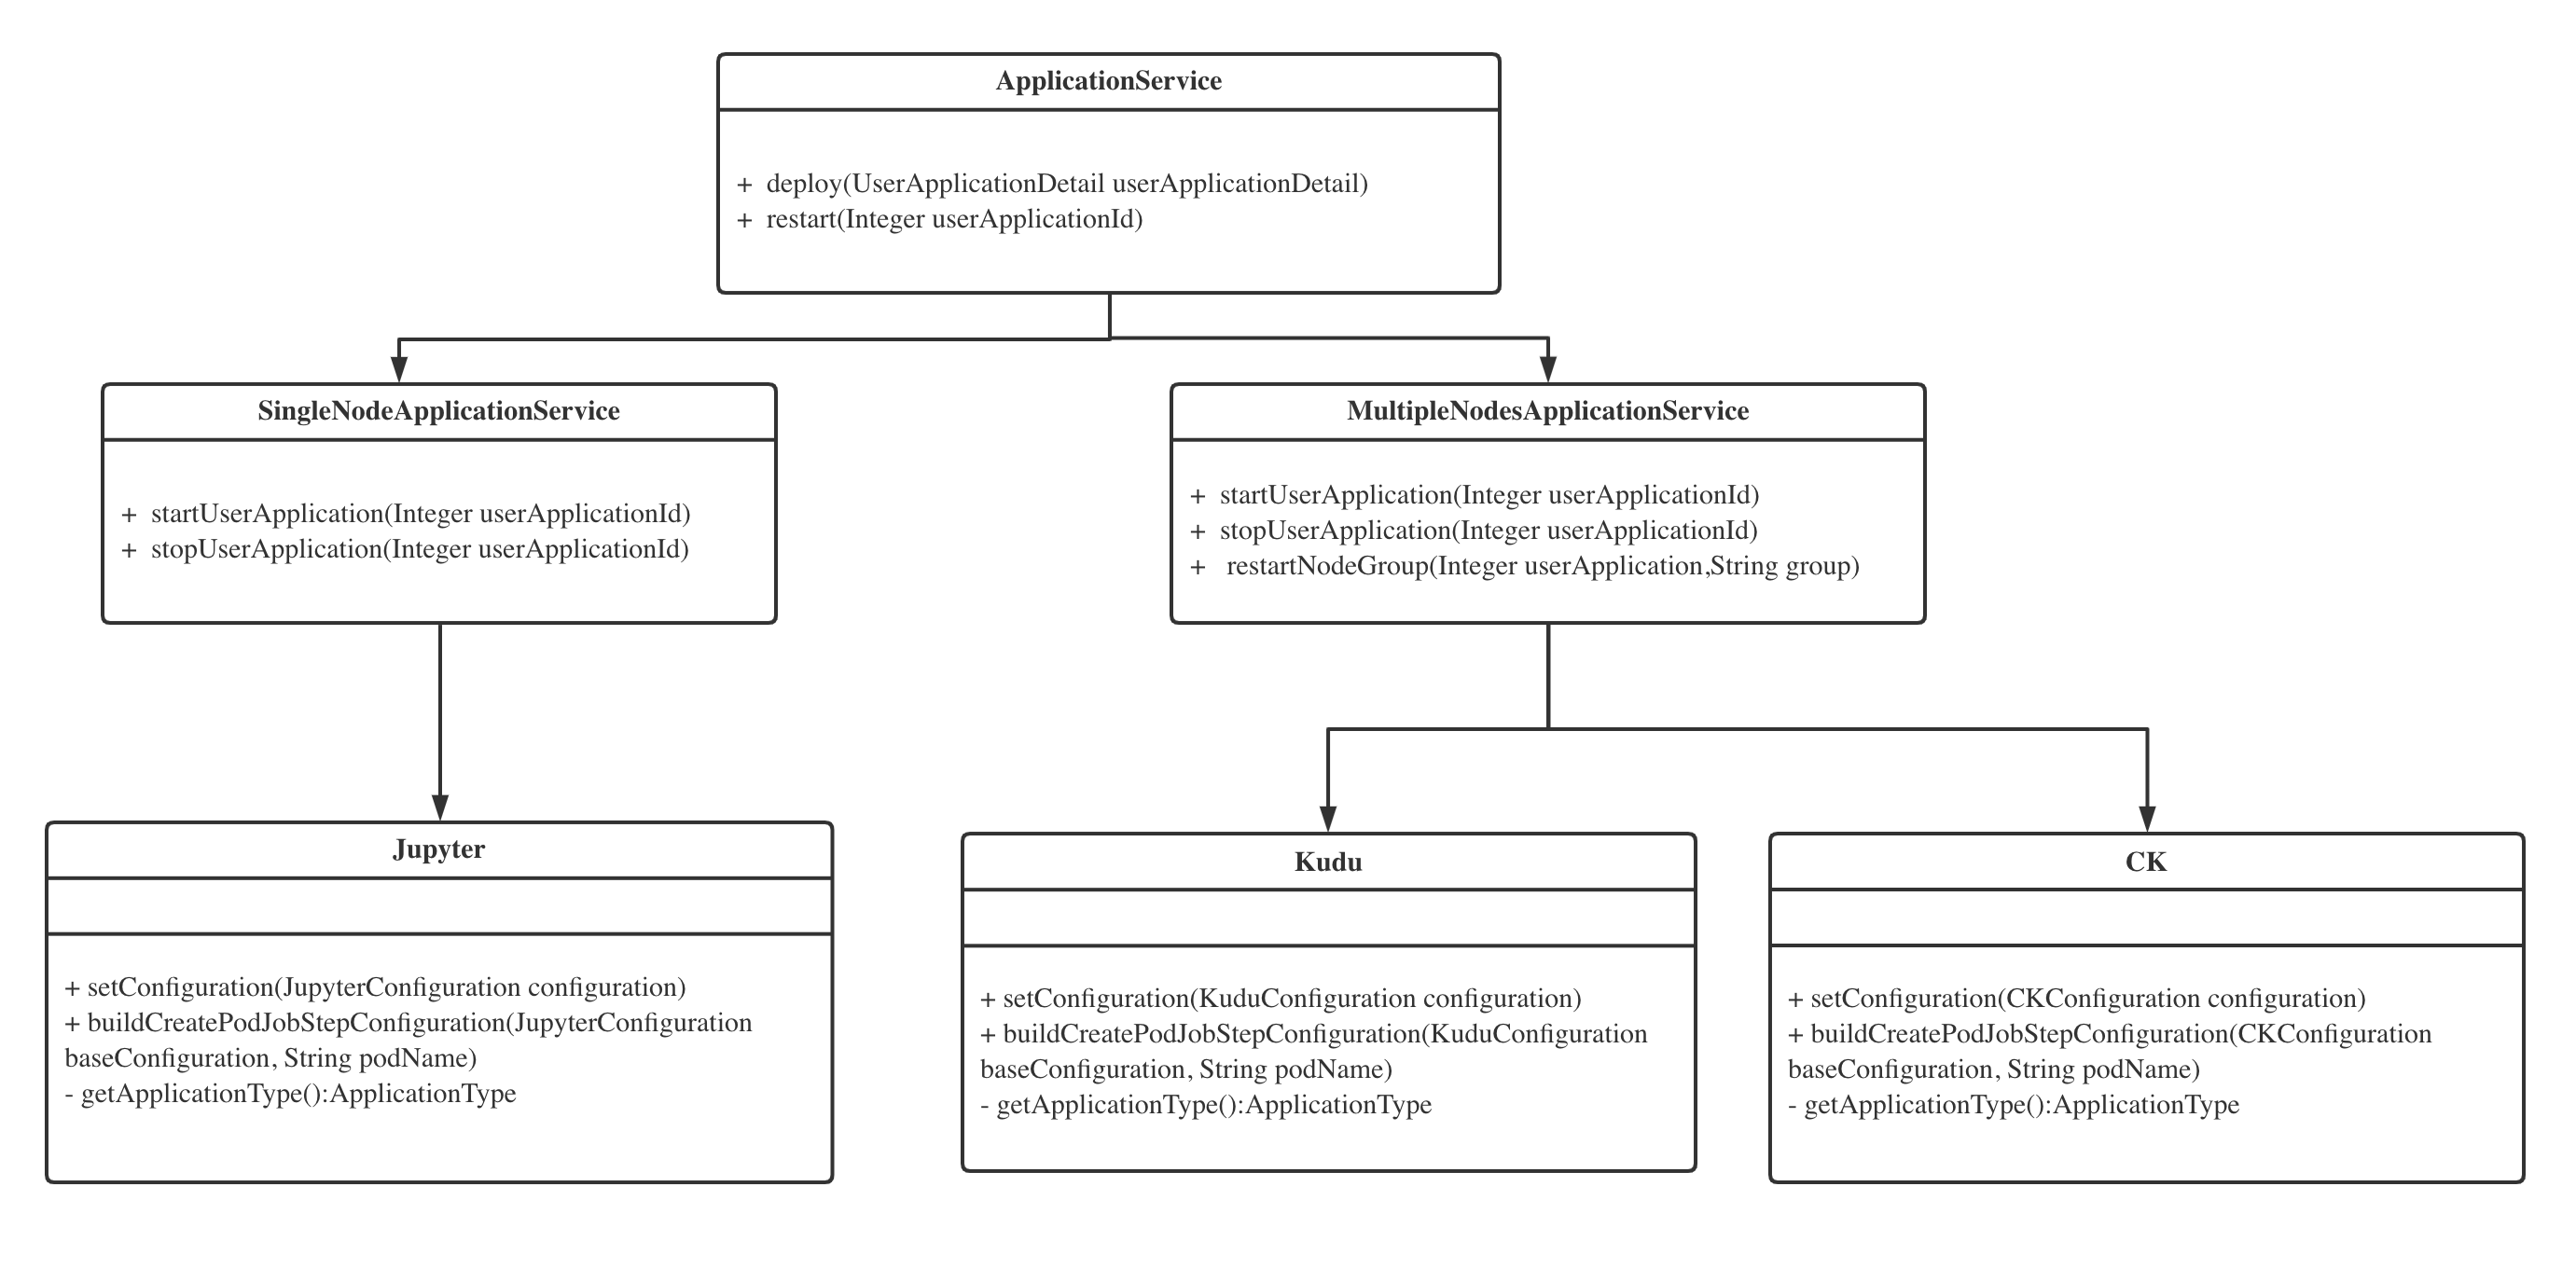 ApplicationService
+ deploy(UserApplicationDetail userApplicationDetail)
+ restart(Integer userApplicationId)
SingleNodeApplicationService
+ startUserApplication(Integer userApplicationId)
+ stopUserApplication(Integer userApplicationId)
MultipleNodesApplicationService
+ startUserApplication(Integer userApplicationId)
+ stopUserApplication(Integer userApplicationId)
+ restartNodeGroup(Integer userApplication,String group)
Jupyter
+ setConfiguration(JupyterConfiguration configuration)
+ buildCreatePodJobStepConfiguration(JupyterConfiguration
baseConfiguration, String podName)
- getApplicationType():ApplicationType
Kudu
+ setConfiguration(KuduConfiguration configuration)
+ buildCreatePodJobStepConfiguration(KuduConfiguration
baseConfiguration, String podName)
- getApplicationType():ApplicationType
CK
+ setConfiguration(CKConfiguration configuration)
+ buildCreatePodJobStepConfiguration(CKConfiguration
baseConfiguration, String podName)
- getApplicationType():ApplicationType